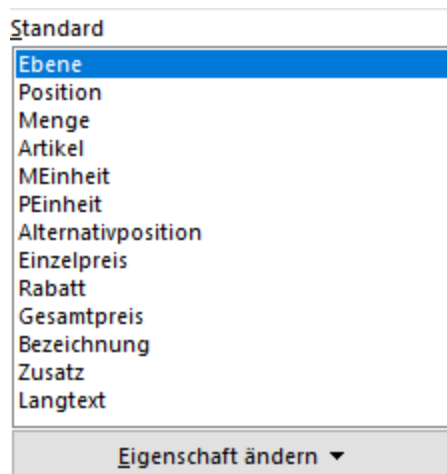 Standard
Ebene
Position
Menge
Artikel
MEinheit
PEinheit
Alternativposition
Einzelpreis
Rabatt
Gesamtpreis
Bezeichnung
Zusatz
Langtext
Eigenschaft ändern